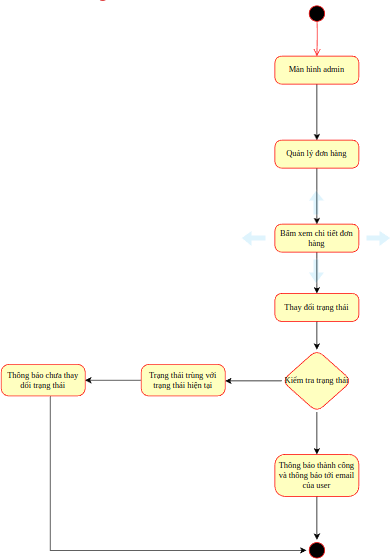 Màn hình admin
Quản lý đơn hàng
Bấm xem chi tiết đơn
hàng
Thay đổi trạng thái
Kiểm tra trạng thái
Trạng thái trùng với
trạng thái hiện tại
Thông báo chưa thay
đổi trạng thái
Thông báo thành công
và thông báo tới email
của user